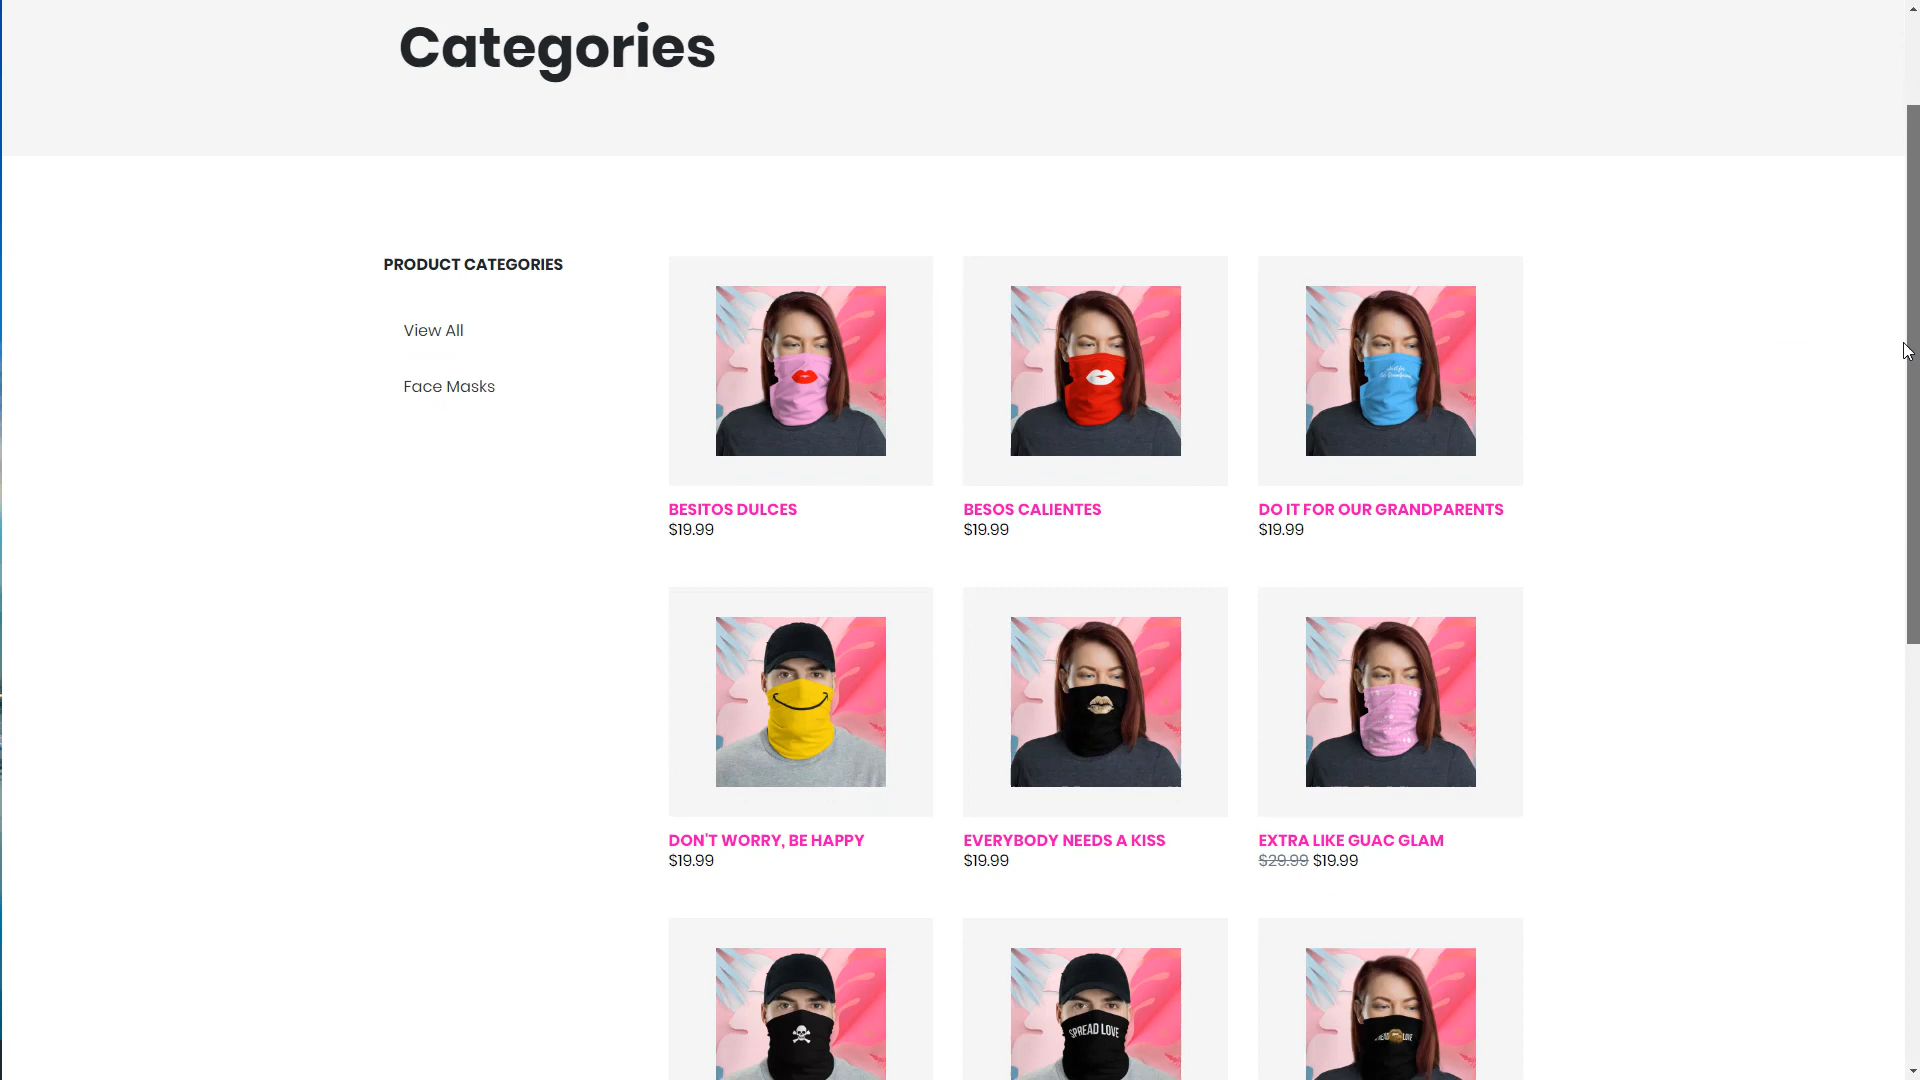 Categories
PRODUCT CATEGORIES
View All
Face Masks
BESITOS DULCES
$19.99
BESOS CALIENTES
$19.99
DO IT FOR OUR GRANDPARENTS
$19.99
DON'T WORRY, BE HAPPY
$19.99
EVERYBODY NEEDS A KISS
$19.99
EXTRA LIKE GUAC GLAM
$29.99 $19.99
SPREAD LOVE
LOVE